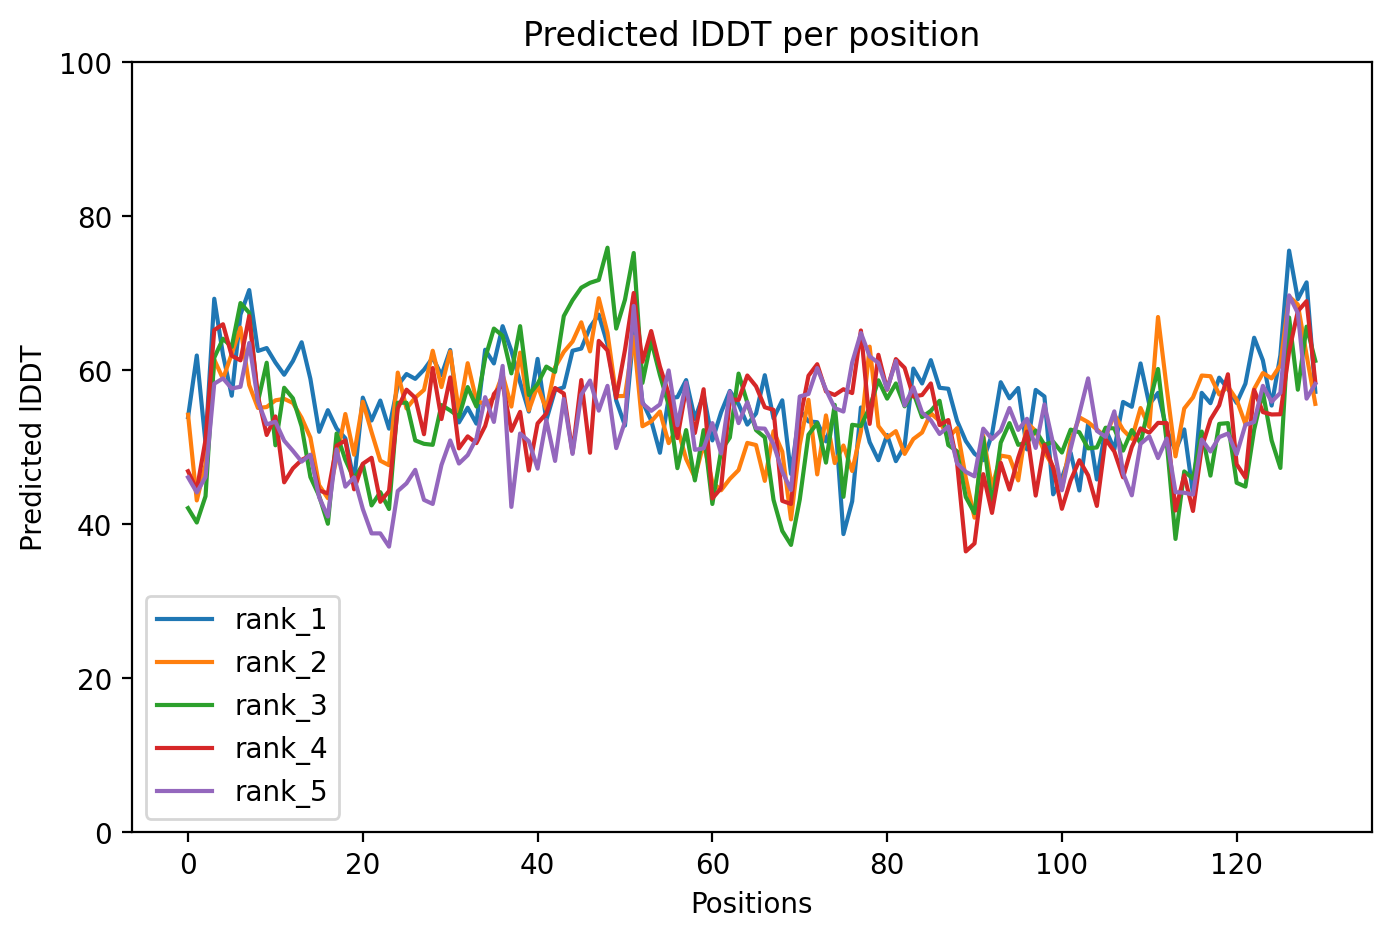 Predicted lDDT per position
100
80
60
40
20
0
Predicted lDDT
rank_1
rank_2
rank_3
rank_4
rank_5
0 20 40 60 80 100 120
Positions